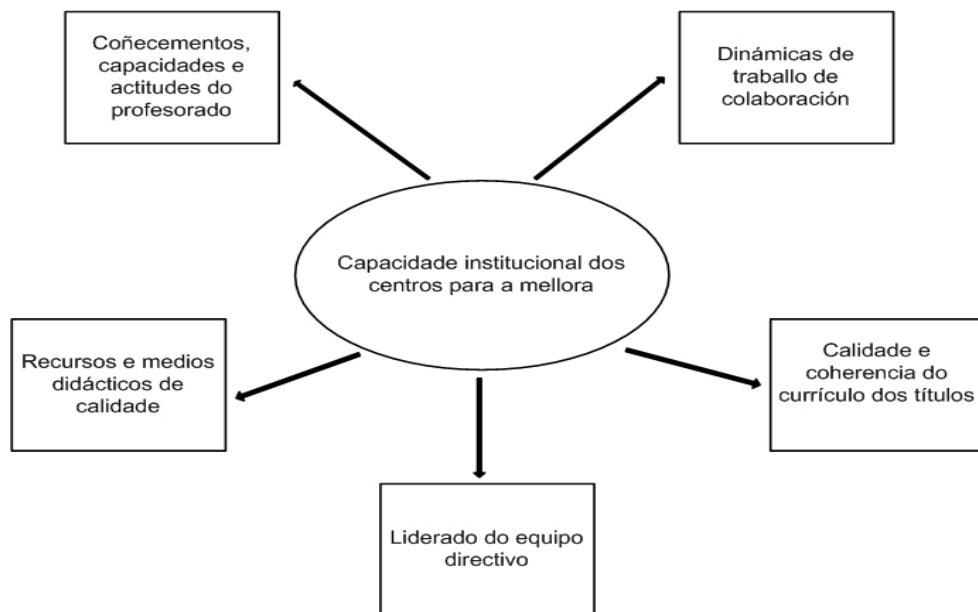 Coñecementos,
capacidades e
actitudes do
profesorado
Dinámicas de
traballo de
colaboración
Capacidade institucional dos
centros para a mellora
Recursos e medios
didácticos de
calidade
Calidade e
coherencia do
currículo dos títulos
Liderado do equipo
directivo